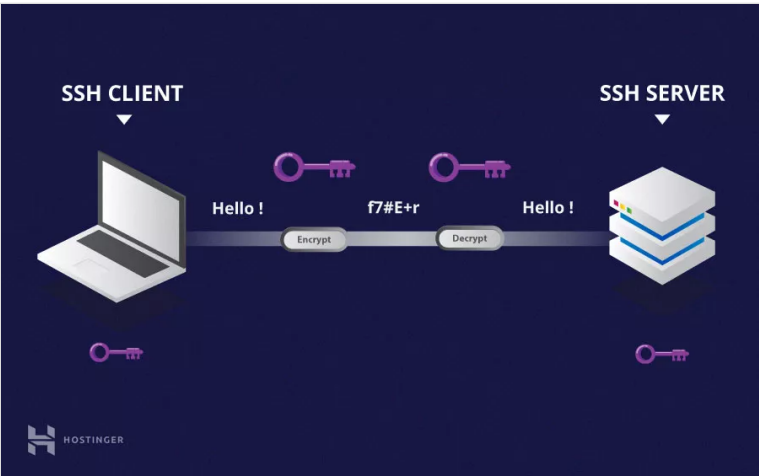 SSH CLIENT
SSH SERVER
Hello !
f7#E+r
Hello !
Encrypt
Decrypt
HOSTINGER